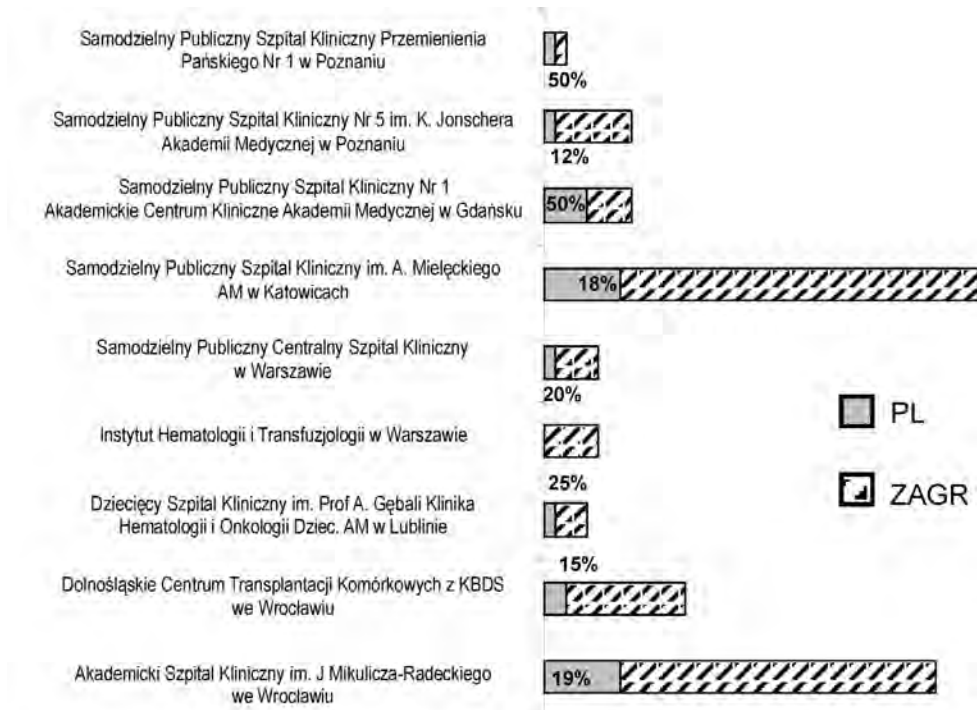 Samodzielny Publiczny Szpital Kliniczny Przemienienia
Pańskiego Nr 1 w Poznaniu
50%
Samodzielny Publiczny Szpital Kliniczny Nr 5 im. K. Jonschera
Akademii Medycznej w Poznaniu
12%
Samodzielny Publiczny Szpital Kliniczny Nr 1
Akademickie Centrum Kliniczne Akademii Medycznej w Gdańsku
50%
Samodzielny Publiczny Szpital Kliniczny im. A. Mielęckiego
AM w Katowicach
18%
Samodzielny Publiczny Centralny Szpital Kliniczny
w Warszawie
20%
PL
Instytut Hematologii i Transfuzjologii w Warszawie
ZAGR
25%
Dziecięcy Szpital Kliniczny im. Prof A. Gębali Klinika
Hematologii i Onkologii Dziec. AM w Lublinie
15%
Dolnośląskie Centrum Transplantacji Komórkowych z KBDS
we Wrocławiu
Akademicki Szpital Kliniczny im. J Mikulicza-Radeckiego
we Wrocławiu
19%